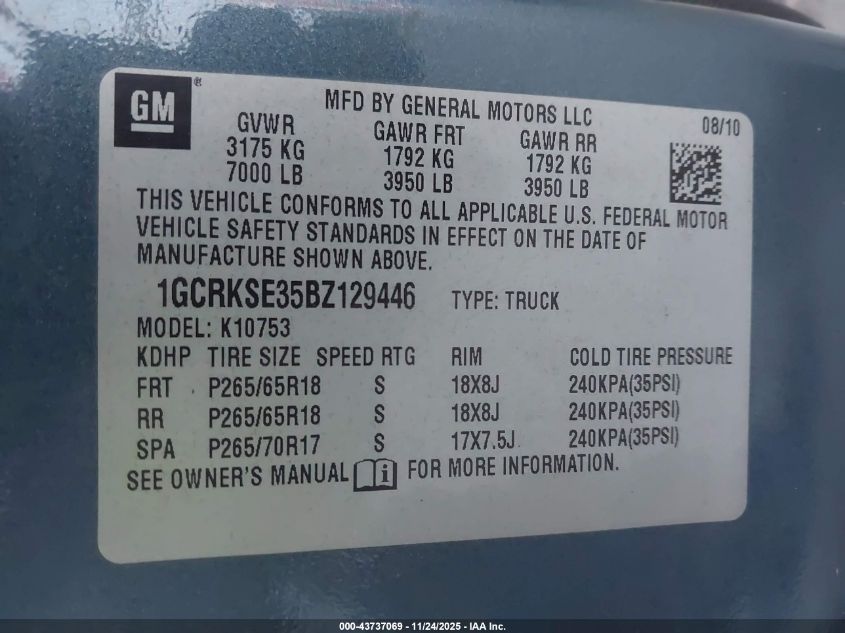 GM ®
MFD BY GENERAL MOTORS LLC
08/10
GVWR GAWR FRT GAWR RR
3175 KG 1792 KG 1792 KG
7000 LB 3950 LB 3950 LB
THIS VEHICLE CONFORMS TO ALL APPLICABLE U.S. FEDERAL MOTOR
VEHICLE SAFETY STANDARDS IN EFFECT ON THE DATE OF
MANUFACTURE SHOWN ABOVE.
1GCRKSE35BZ129446 TYPE: TRUCK
MODEL: K10753
KDHP TIRE SIZE SPEED RTG RIM COLD TIRE PRESSURE
FRT P265/65R18 S 18X8J 240KPA(35PSI)
RR P265/65R18 S 18X8J 240KPA(35PSI)
SPA P265/70R17 S 17X7.5J 240KPA(35PSI)
SEE OWNER'S MANUAL FOR MORE INFORMATION.
000-43737069 - 11/24/2025 - IAA Inc.